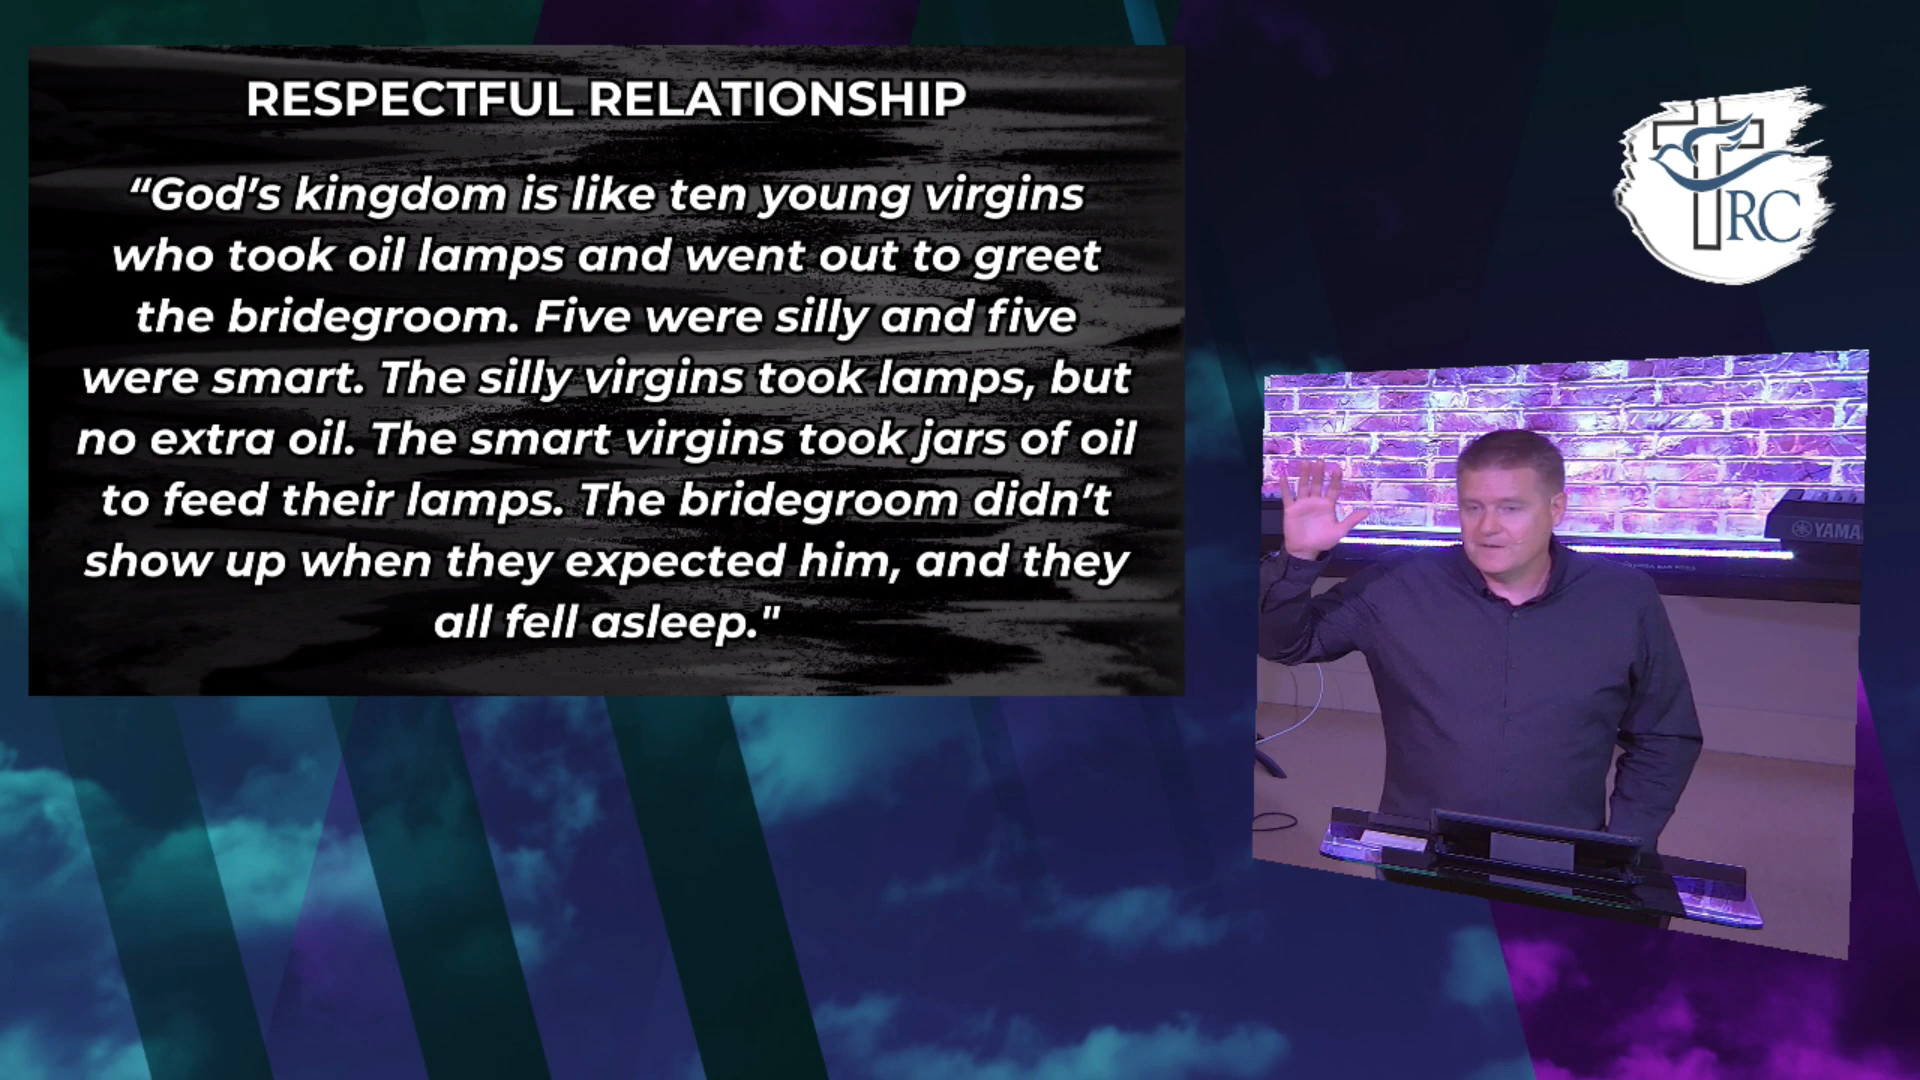 RESPECTFUL RELATIONSHIP
“God’s kingdom is like ten young virgins
who took oil lamps and went out to greet
the bridegroom. Five were silly and five
were smart. The silly virgins took lamps, but
no extra oil. The smart virgins took jars of oil
to feed their lamps. The bridegroom didn’t
show up when they expected him, and they
all fell asleep."
RC
YAMA